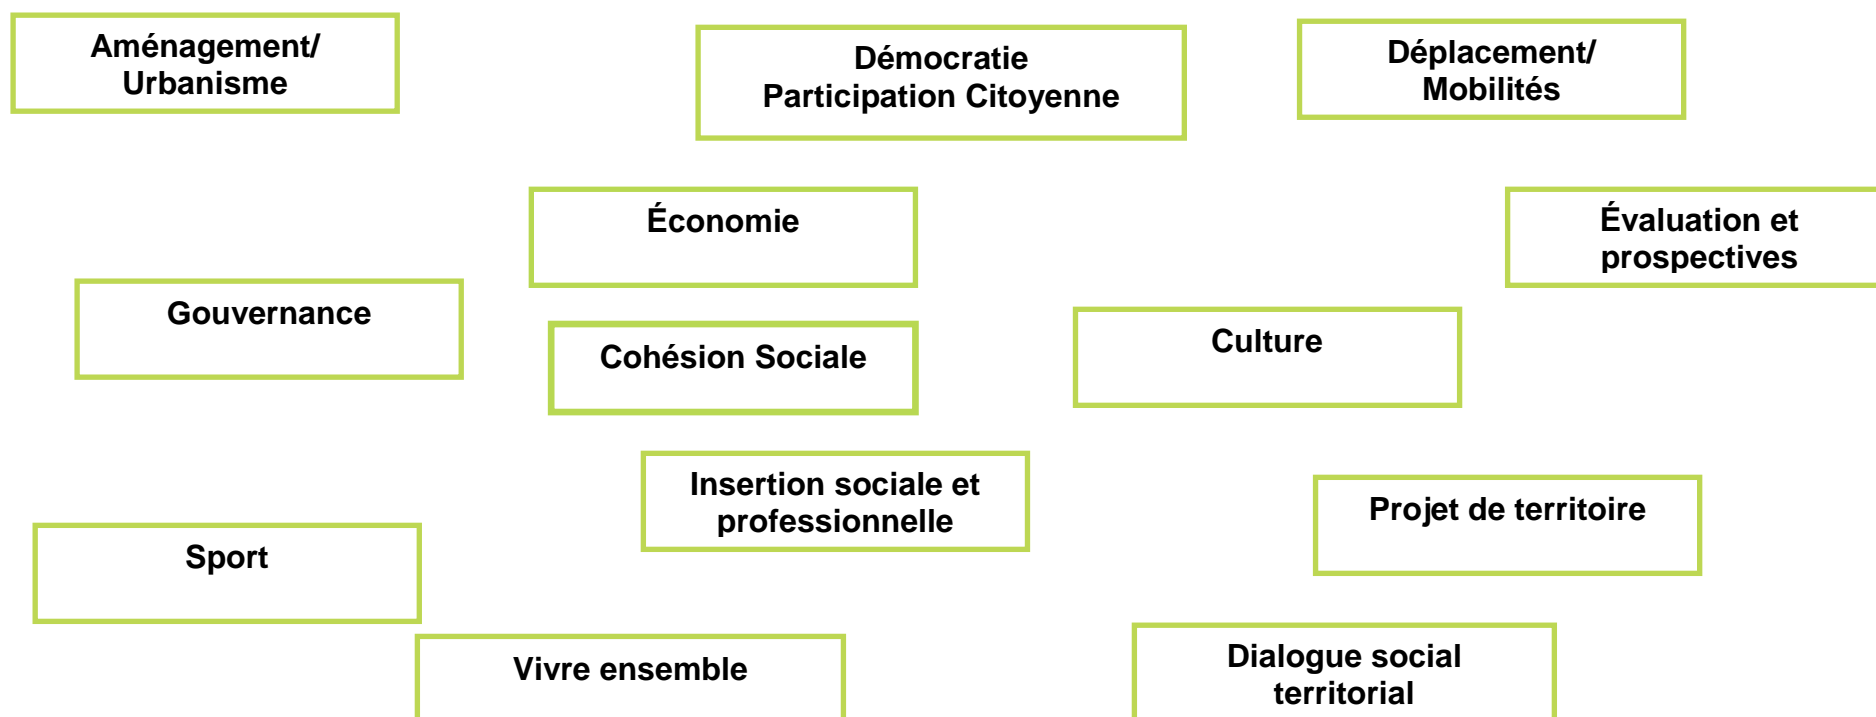 Aménagement/
Urbanisme
Démocratie
Participation Citoyenne
Déplacement/
Mobilités
Économie
Évaluation et
prospectives
Gouvernance
Cohésion Sociale
Culture
Insertion sociale et
professionnelle
Projet de territoire
Sport
Vivre ensemble
Dialogue social
territorial